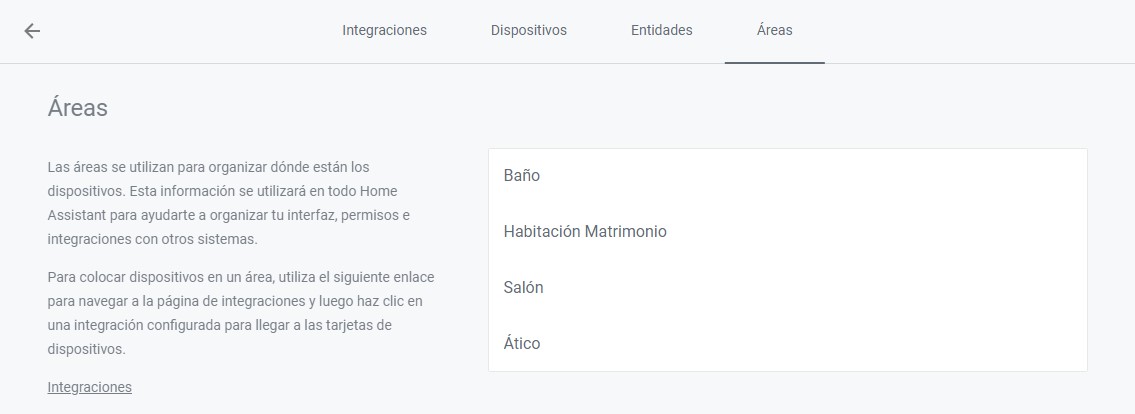 Integraciones
Dispositivos
Entidades
Áreas
Áreas
Las áreas se utilizan para organizar dónde están los
dispositivos. Esta información se utilizará en todo Home
Assistant para ayudarte a organizar tu interfaz, permisos e
integraciones con otros sistemas.
Para colocar dispositivos en un área, utiliza el siguiente enlace
para navegar a la página de integraciones y luego haz clic en
una integración configurada para llegar a las tarjetas de
dispositivos.
Integraciones
Baño
Habitación Matrimonio
Salón
Ático